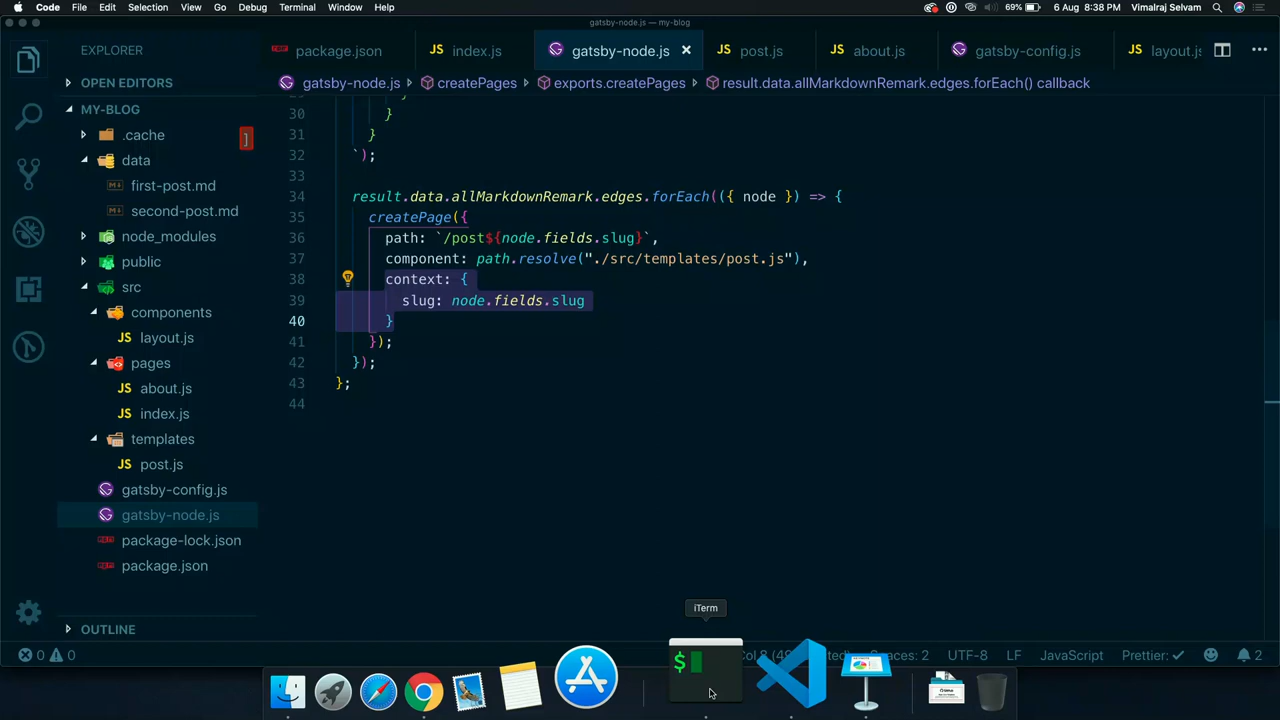 Code File Edit Selection View Go Debug Terminal Window Help 69% 6 Aug 8:38 PM Vimalraj Selvam
gatsby-node.js — my-blog
EXPLORER
OPEN EDITORS
MY-BLOG
.cache
data
first-post.md
second-post.md
node_modules
public
src
components
layout.js
pages
about.js
index.js
templates
post.js
gatsby-config.js
gatsby-node.js
package-lock.json
package.json
OUTLINE
package.json index.js gatsby-node.js post.js about.js gatsby-config.js layout.js
gatsby-node.js createPages exports.createPages result.data.allMarkdownRemark.edges.forEach() callback
30 }
31 }
32 `);
33
34 result.data.allMarkdownRemark.edges.forEach(({ node }) => {
35 createPage({
36 path: `/post${node.fields.slug}`,
37 component: path.resolve("./src/templates/post.js"),
38 context: {
39 slug: node.fields.slug
40 }
41 });
42 });
43 };
44
iTerm
0 0 Spaces: 2 UTF-8 LF JavaScript Prettier: ✓ 2
$